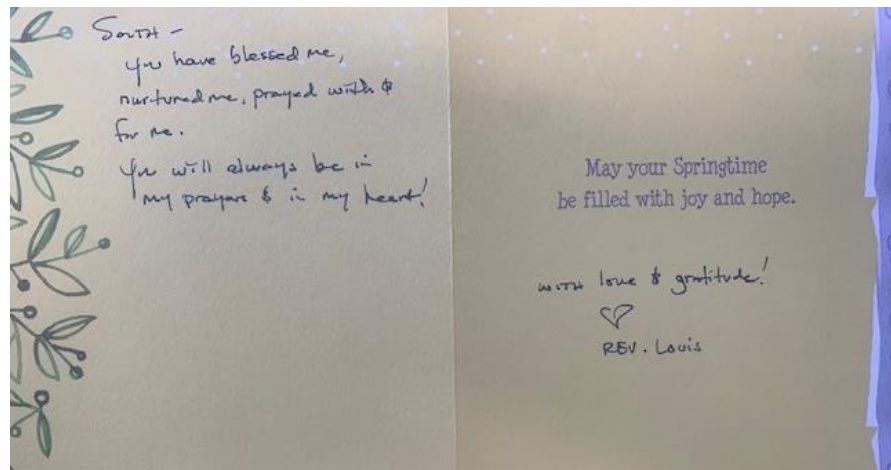 South -
you have blessed me,
nurtured me, prayed with &
for me.
You will always be in
my prayers & in my heart!
May your Springtime
be filled with joy and hope.
with love & gratitude!
REV. Louis